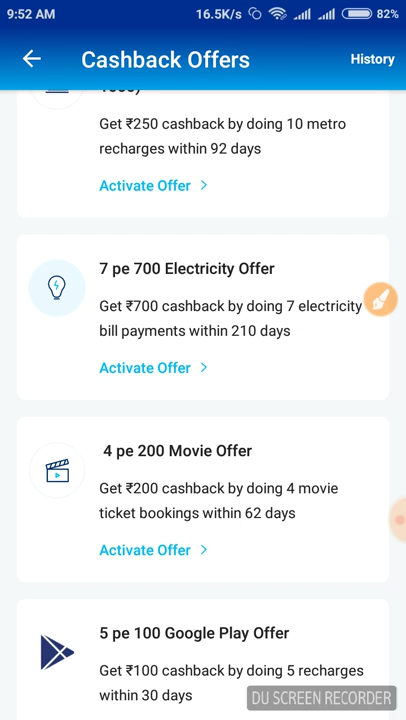 9:52 AM 16.5K/s 82%
Cashback Offers History
Get ₹250 cashback by doing 10 metro
recharges within 92 days
Activate Offer >
7 pe 700 Electricity Offer
Get ₹700 cashback by doing 7 electricity
bill payments within 210 days
Activate Offer >
4 pe 200 Movie Offer
Get ₹200 cashback by doing 4 movie
ticket bookings within 62 days
Activate Offer >
5 pe 100 Google Play Offer
Get ₹100 cashback by doing 5 recharges
within 30 days
DU SCREEN RECORDER